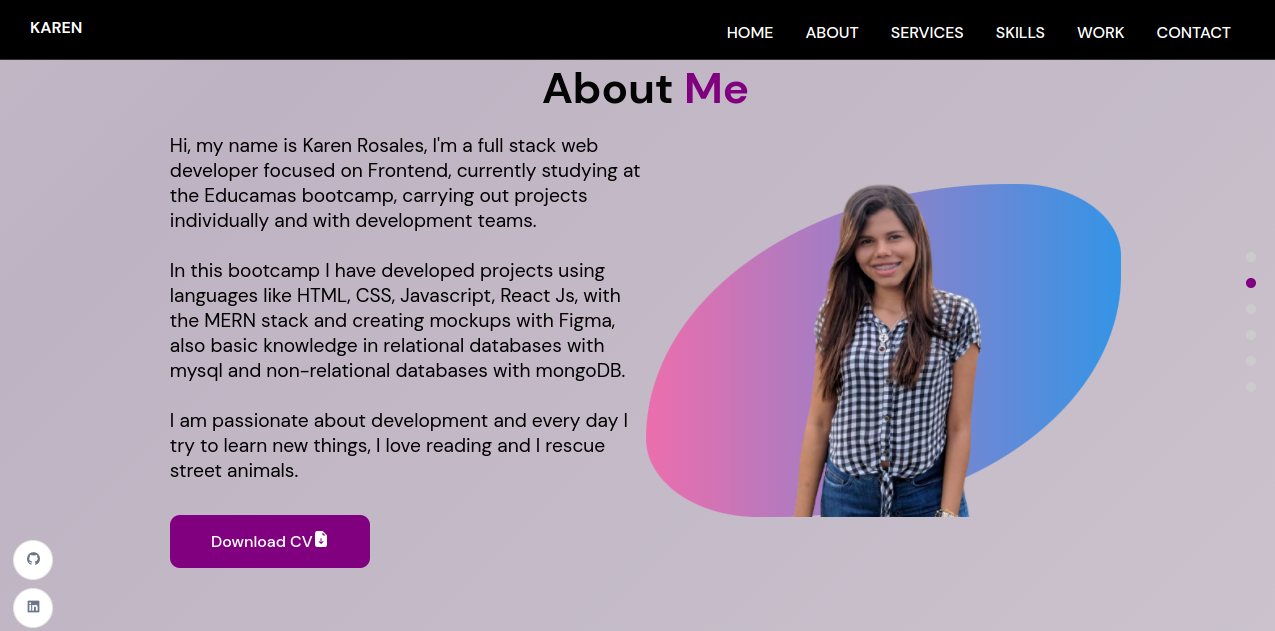 KAREN
HOME ABOUT SERVICES SKILLS WORK CONTACT
About Me
Hi, my name is Karen Rosales, I'm a full stack web
developer focused on Frontend, currently studying at
the Educamas bootcamp, carrying out projects
individually and with development teams.
In this bootcamp I have developed projects using
languages like HTML, CSS, Javascript, React Js, with
the MERN stack and creating mockups with Figma,
also basic knowledge in relational databases with
mysql and non-relational databases with mongoDB.
I am passionate about development and every day I
try to learn new things, I love reading and I rescue
street animals.
Download CV